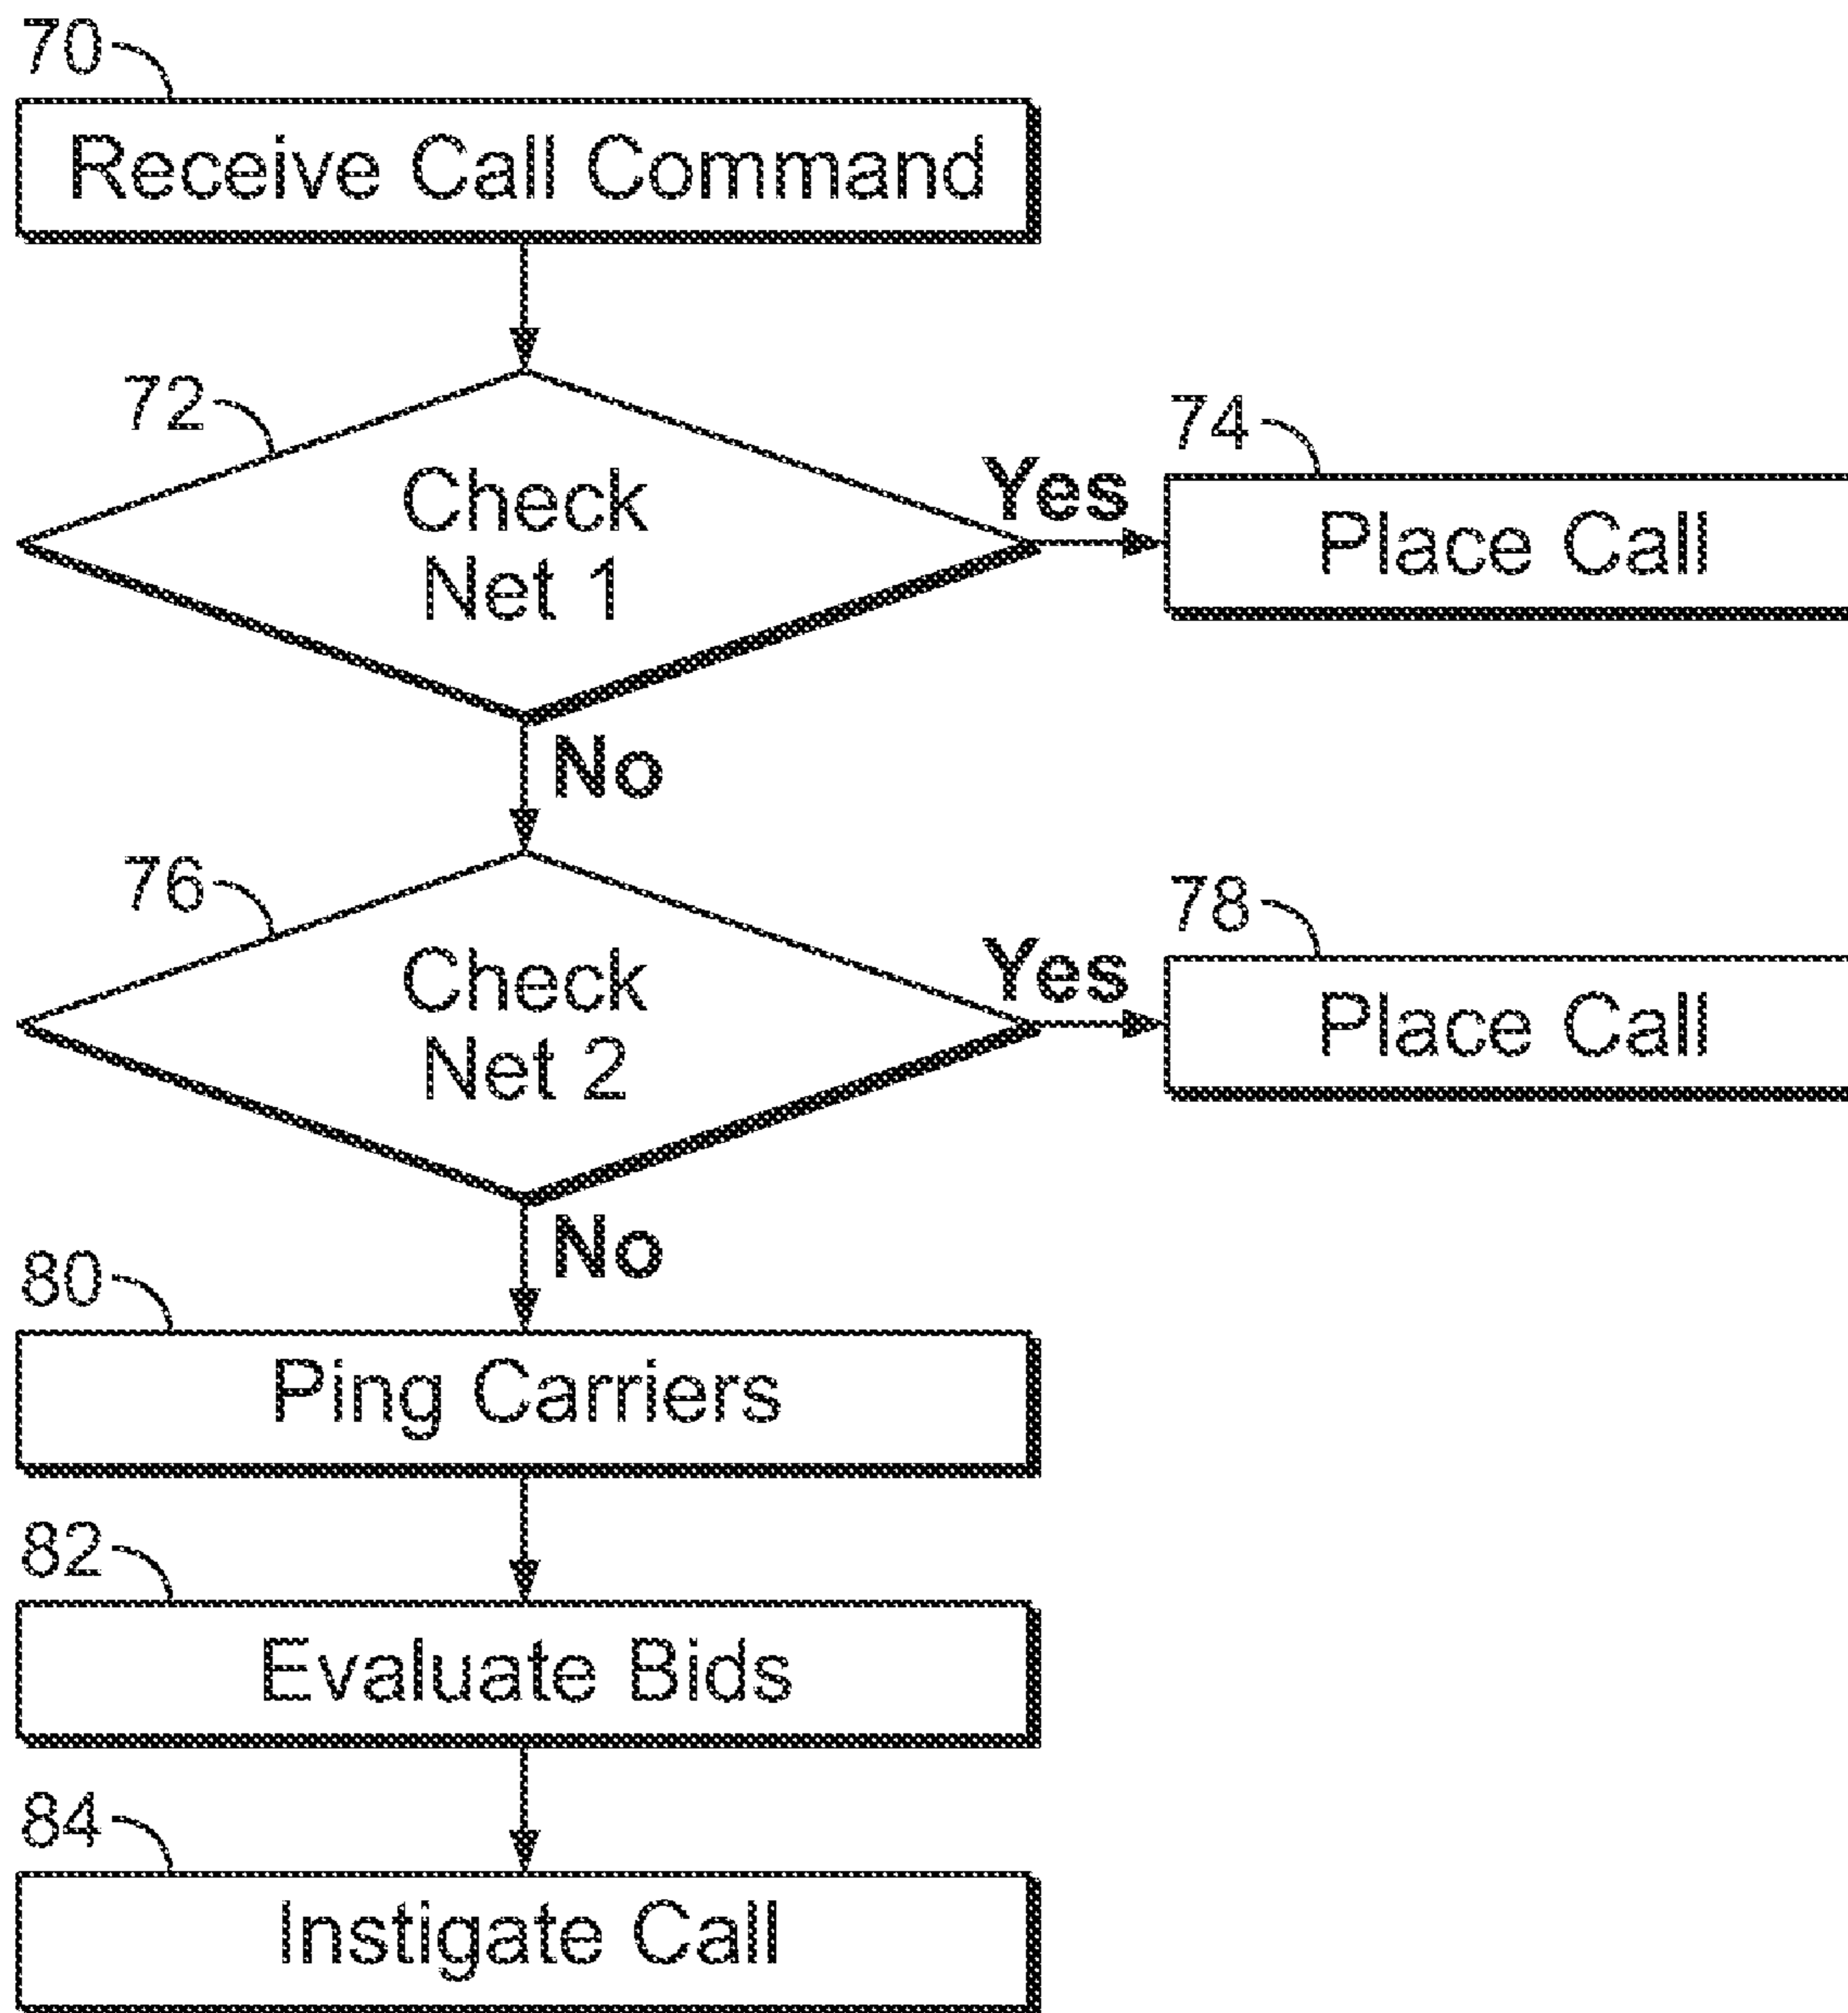 70
Receive Call Command
72
Check
Net 1
Yes
74
Place Call
No
76
Check
Net 2
Yes
78
Place Call
No
80
Ping Carriers
82
Evaluate Bids
84
Instigate Call